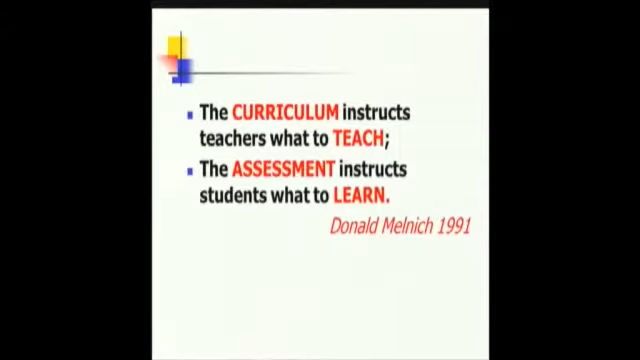 The CURRICULUM instructs
teachers what to TEACH;
The ASSESSMENT instructs
students what to LEARN.
Donald Melnich 1991